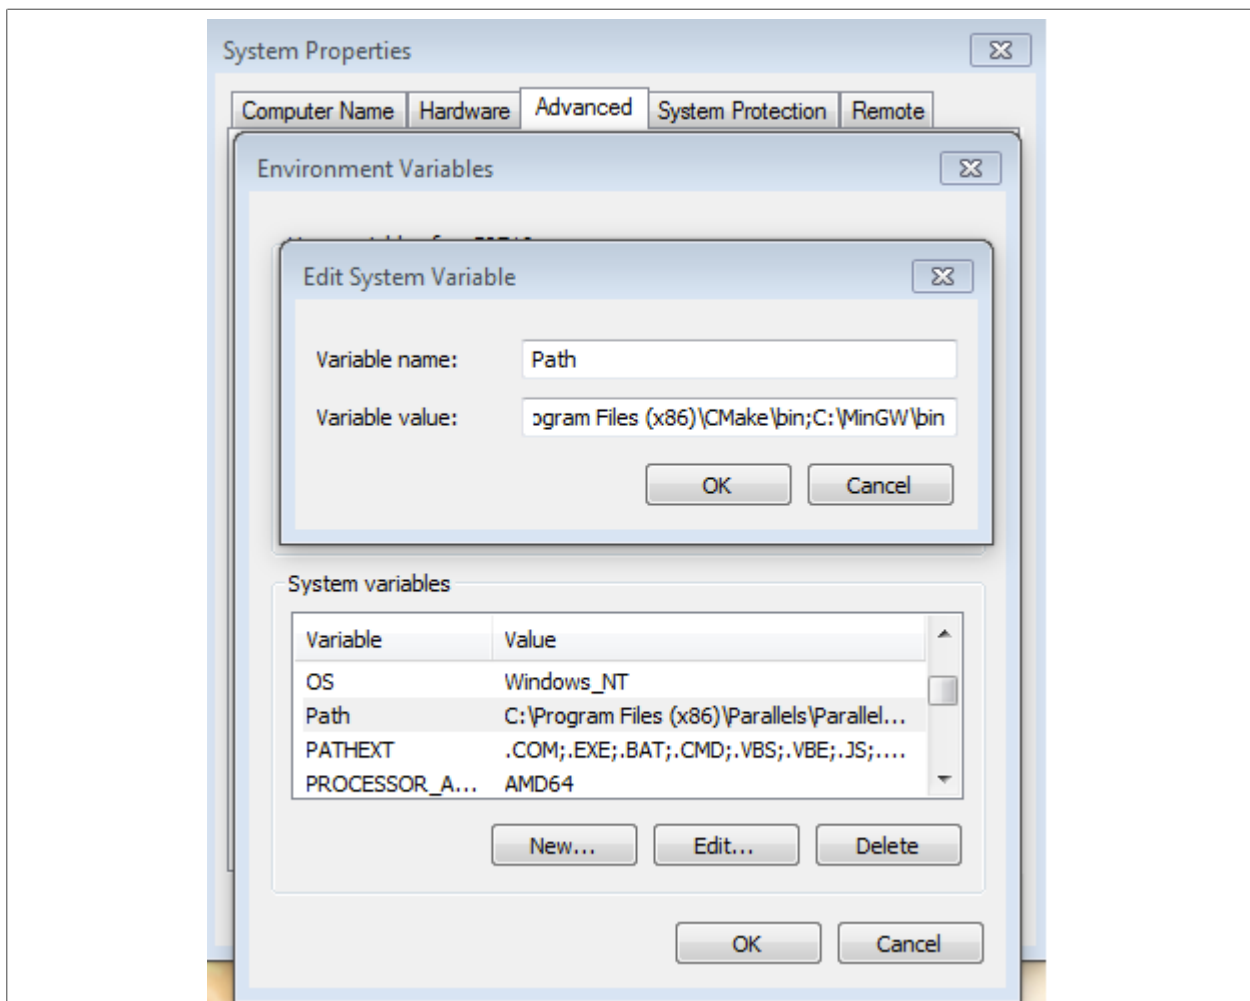 System Properties
Computer Name Hardware Advanced System Protection Remote
Environment Variables
Edit System Variable
Variable name: Path
Variable value: ogram Files (x86)\CMake\bin;C:\MinGW\bin
OK Cancel
System variables
Variable Value
OS Windows_NT
Path C:\Program Files (x86)\Parallels\Parallel...
PATHEXT .COM;.EXE;.BAT;.CMD;.VBS;.VBE;.JS;....
PROCESSOR_A... AMD64
New... Edit... Delete
OK Cancel